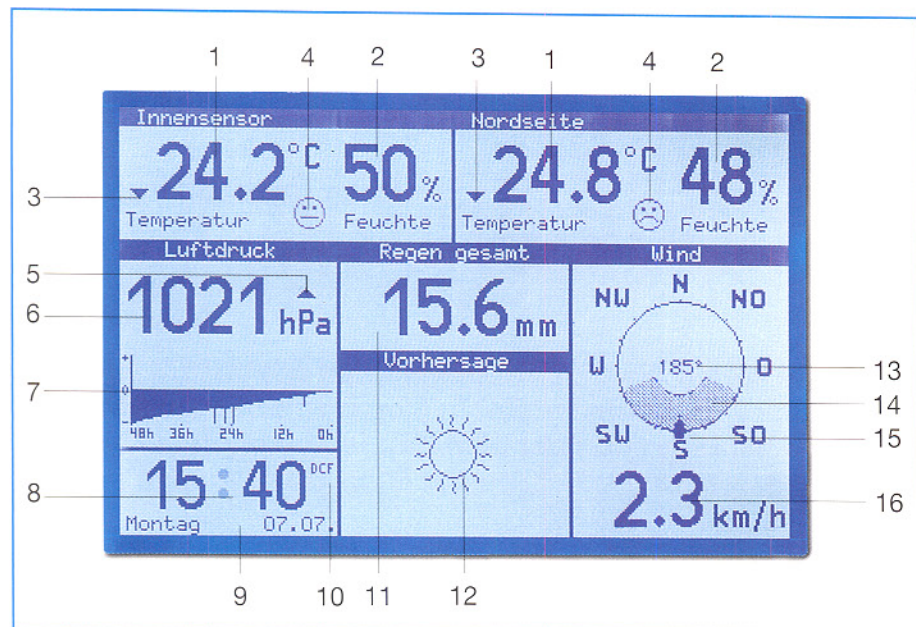 1 4 2 3 1 4 2
Innensensor Nordseite
24.2°C 50% 24.8°C 48%
3
Temperatur Feuchte Temperatur Feuchte
Luftdruck Regen gesamt Wind
5
6
1021 hPa
15.6 mm
N
NW NO
W 185° O
SW SO
S
13
14
15
Vorhersage
+
7
0
-
48h 36h 24h 12h 0h
8
15:40 DCF
Montag 07.07.
2.3 km/h
16
9 10 11 12